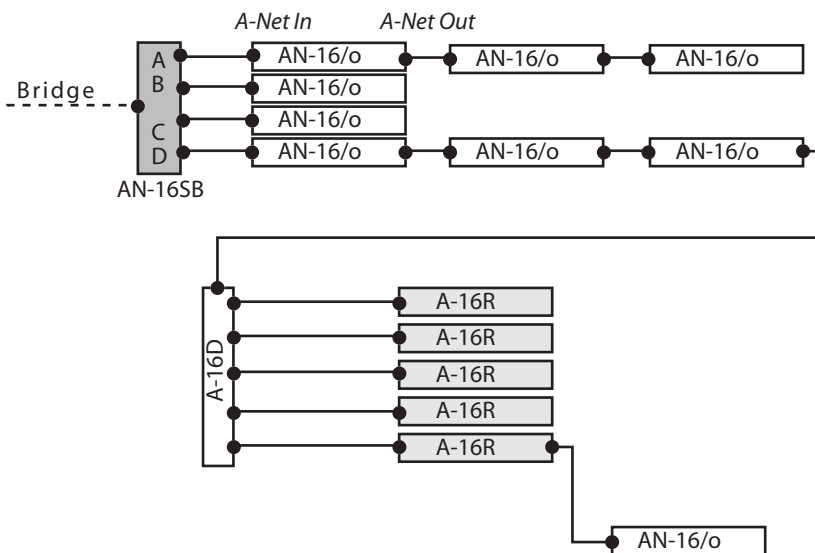 A-Net In A-Net Out
A AN-16/o AN-16/o AN-16/o
B AN-16/o
Bridge
C AN-16/o
D AN-16/o AN-16/o AN-16/o
AN-16SB
A-16D
A-16R
A-16R
A-16R
A-16R
A-16R
AN-16/o